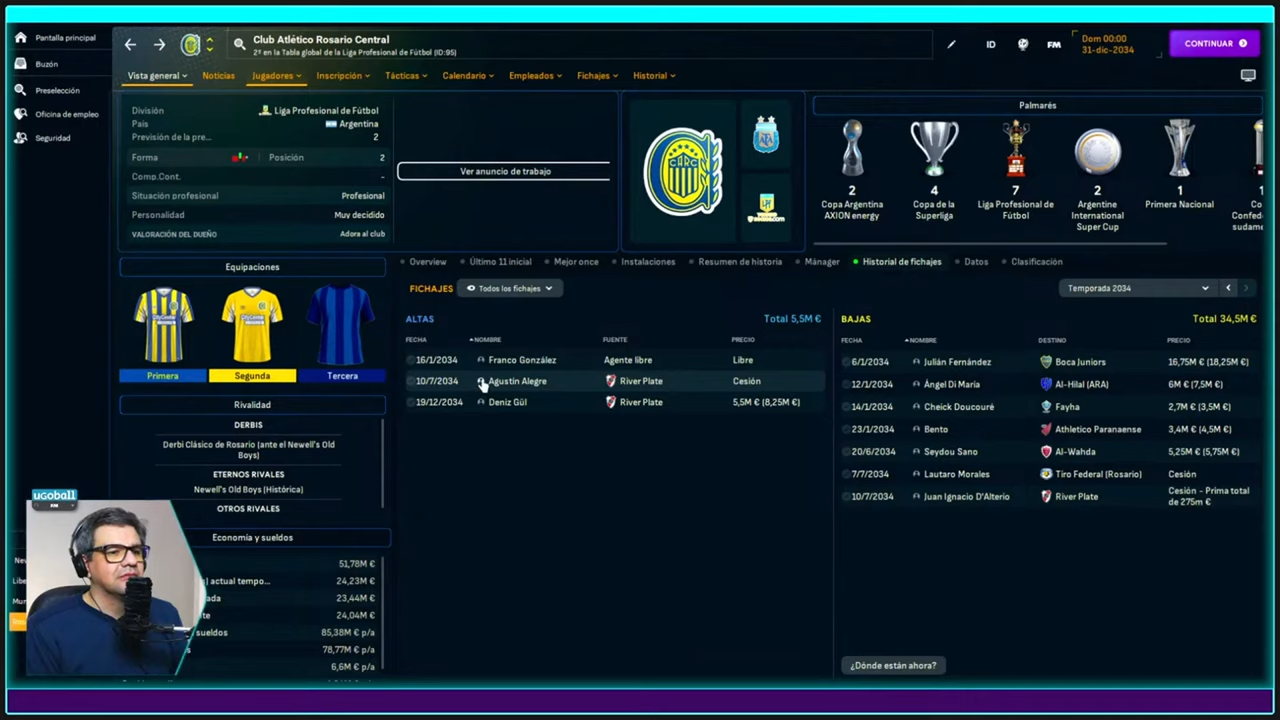 Pantalla principal
Buzón
Preselección
Oficina de empleo
Seguridad
Club Atlético Rosario Central
2º en la Tabla global de la Liga Profesional de Fútbol (ID:95)
ID
FM
Dom 00:00
31-dic-2034
CONTINUAR
Vista general
Noticias
Jugadores
Inscripción
Tácticas
Calendario
Empleados
Fichajes
Historial
División
Liga Profesional de Fútbol
País
Argentina
Previsión de la pre...
2
Forma
Posición
2
Comp.Cont.
-
Situación profesional
Profesional
Personalidad
Muy decidido
VALORACIÓN DEL DUEÑO
Adora al club
Ver anuncio de trabajo
Palmarés
2
Copa Argentina
AXION energy
4
Copa de la
Superliga
7
Liga Profesional de
Fútbol
2
Argentine
International
Super Cup
1
Primera Nacional
Overview
Último 11 inicial
Mejor once
Instalaciones
Resumen de historia
Mánager
Historial de fichajes
Datos
Clasificación
Equipaciones
Primera
Segunda
Tercera
Rivalidad
DERBIS
Derbi Clásico de Rosario (ante el Newell's Old
Boys)
ETERNOS RIVALES
Newell's Old Boys (Histórica)
OTROS RIVALES
Economía y sueldos
51,78M €
actual tempo...
24,23M €
23,44M €
24,04M €
sueldos
85,38M € p/a
78,77M € p/a
6,6M € p/a
FICHAJES
Todos los fichajes
Temporada 2034
ALTAS
Total 5,5M €
FECHA
NOMBRE
FUENTE
PRECIO
16/1/2034 Franco González Agente libre Libre
10/7/2034 Agustín Alegre River Plate Cesión
19/12/2034 Deniz Gül River Plate 5,5M € (8,25M €)
BAJAS
Total 34,5M €
FECHA
NOMBRE
DESTINO
PRECIO
6/1/2034 Julián Fernández Boca Juniors 16,75M € (18,25M €)
12/1/2034 Ángel Di María Al-Hilal (ARA) 6M € (7,5M €)
14/1/2034 Cheick Doucouré Fayha 2,7M € (3,5M €)
23/1/2034 Bento Athletico Paranaense 3,4M € (4,5M €)
20/6/2034 Seydou Sano Al-Wahda 5,25M € (5,75M €)
7/7/2034 Lautaro Morales Tiro Federal (Rosario) Cesión
10/7/2034 Juan Ignacio D'Alterio River Plate Cesión - Prima total
de 275m €
¿Dónde están ahora?
ugoball
FM